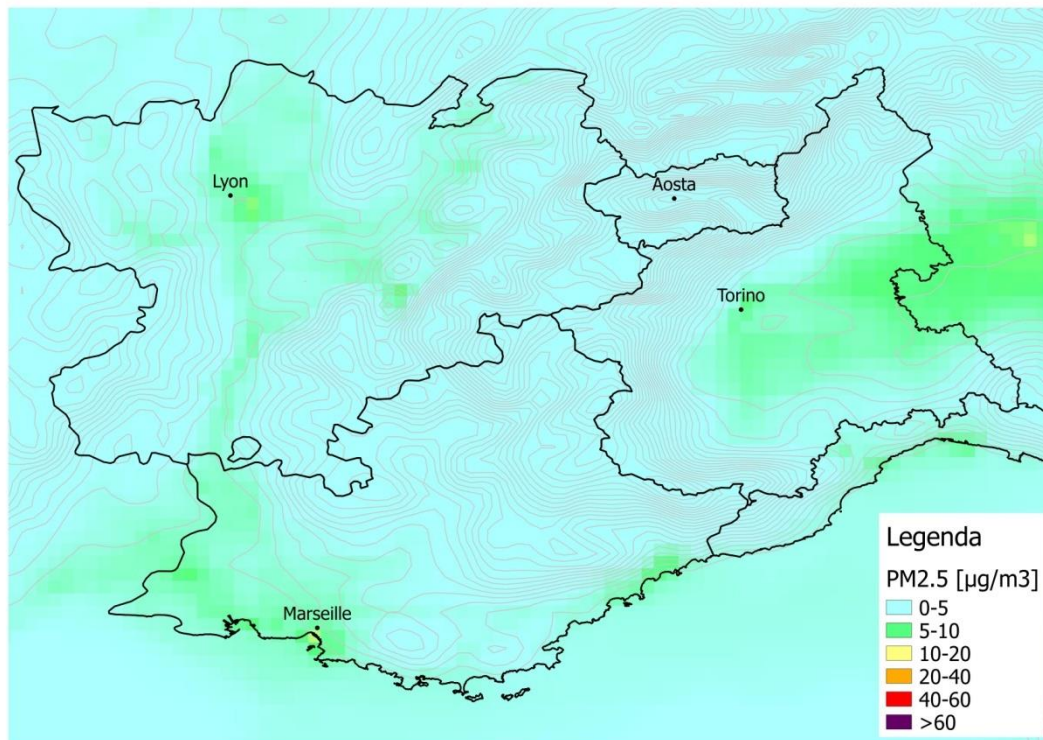 Lyon
Aosta
Torino
Marseille
Legenda
PM2.5 [µg/m3]
0-5
5-10
10-20
20-40
40-60
>60